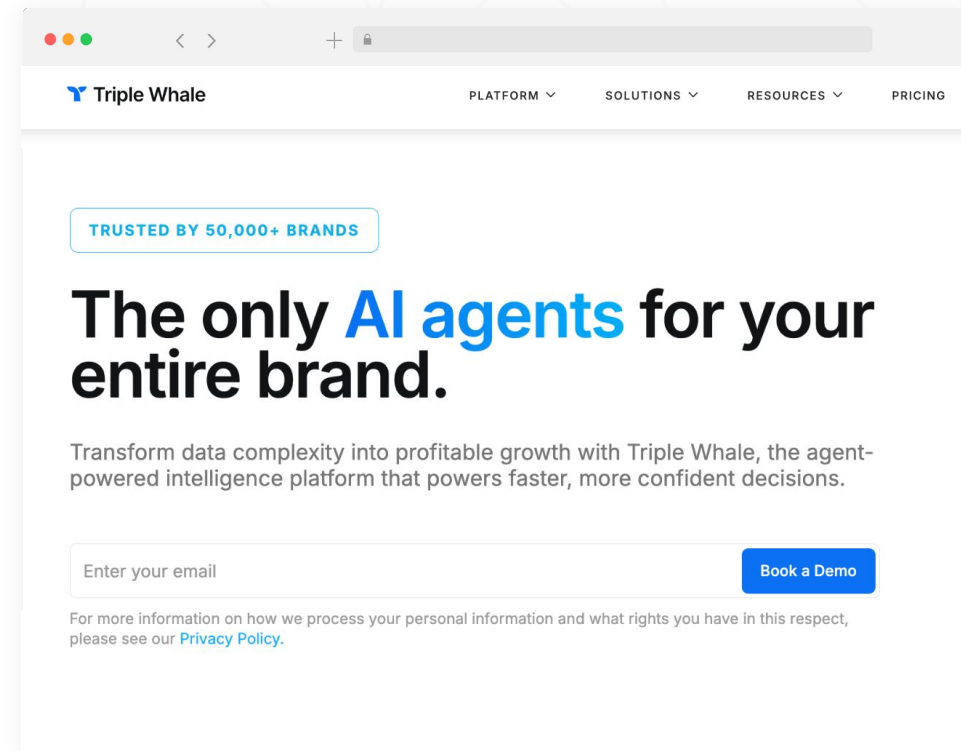 Triple Whale
PLATFORM
SOLUTIONS
RESOURCES
PRICING
TRUSTED BY 50,000+ BRANDS
The only AI agents for your
entire brand.
Transform data complexity into profitable growth with Triple Whale, the agent-
powered intelligence platform that powers faster, more confident decisions.
Enter your email
Book a Demo
For more information on how we process your personal information and what rights you have in this respect,
please see our Privacy Policy.